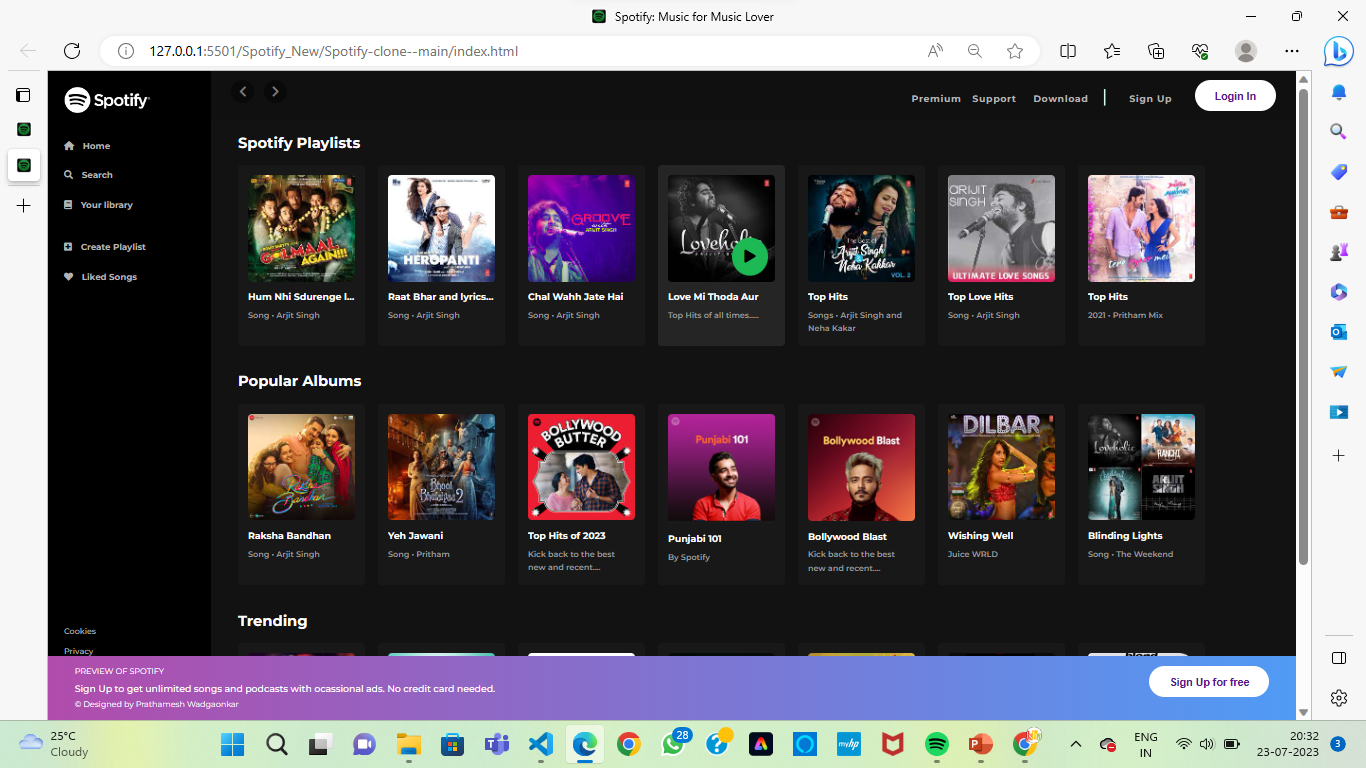 Spotify: Music for Music Lover
127.0.0.1:5501/Spotify_New/Spotify-clone--main/index.html
Spotify
Premium Support Download Sign Up Login In
Home
Search
Your library
Create Playlist
Liked Songs
Spotify Playlists
GOLMAAL
AGAIN!!!
HEROPANTI
GROOVE
with
ARIJIT SINGH
Loveholic
The Best of
Arijit Singh
Neha Kakkar
VOL. 2
ARIJIT
SINGH
ULTIMATE LOVE SONGS
Hum Nhi Sdurenge I...
Song • Arjit Singh
Raat Bhar and lyrics...
Song • Arjit Singh
Chal Wahh Jate Hai
Song • Arjit Singh
Love Mi Thoda Aur
Top Hits of all times.....
Top Hits
Songs • Arjit Singh and
Neha Kakar
Top Love Hits
Song • Arjit Singh
Top Hits
2021 • Pritham Mix
Popular Albums
Raksha
Bandhan
Bhool
Bhulaiyaa 2
BOLLYWOOD
BUTTER
Punjabi 101
Bollywood Blast
DILBAR
Loveholic
RANCHI
ARIJIT
SINGH
Raksha Bandhan
Song • Arjit Singh
Yeh Jawani
Song • Pritham
Top Hits of 2023
Kick back to the best
new and recent....
Punjabi 101
By Spotify
Bollywood Blast
Kick back to the best
new and recent....
Wishing Well
Juice WRLD
Blinding Lights
Song • The Weekend
Trending
Cookies
Privacy
PREVIEW OF SPOTIFY
Sign Up to get unlimited songs and podcasts with ocassional ads. No credit card needed.
© Designed by Prathamesh Wadgaonkar
Sign Up for free
25°C
Cloudy
28
ENG
IN
20:32
23-07-2023
3